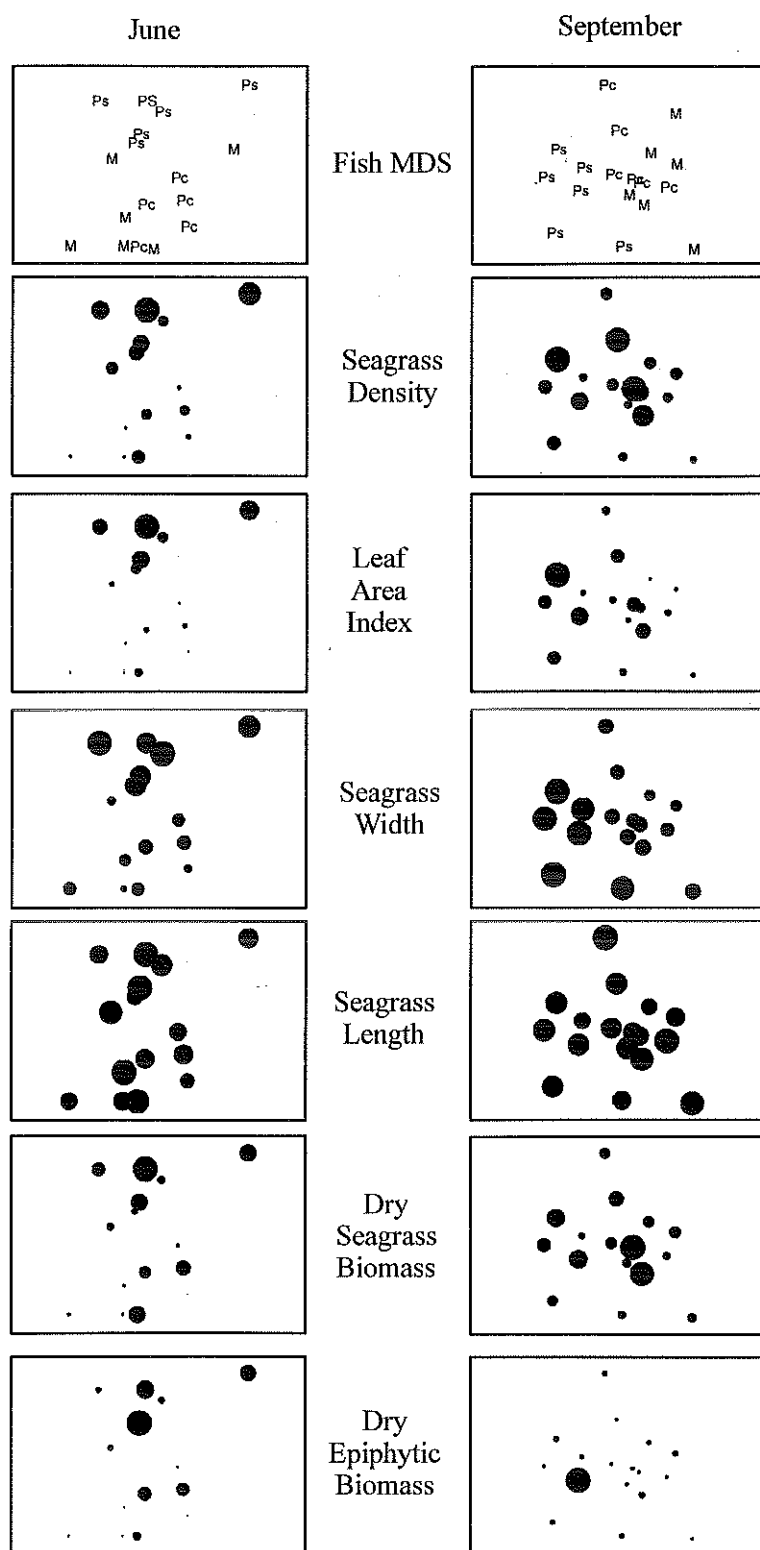 June
Ps
Ps PS
Ps
Ps
Ps
M
M
Pc
Pc
Pc
M
Pc
M
M Pc M
Fish MDS
September
Pc
M
Pc
Ps
M
M
Ps
Ps
Pc
Pc
Pc
Ps
M
M
Ps
Ps
M
Seagrass
Density
Leaf
Area
Index
Seagrass
Width
Seagrass
Length
Dry
Seagrass
Biomass
Dry
Epiphytic
Biomass